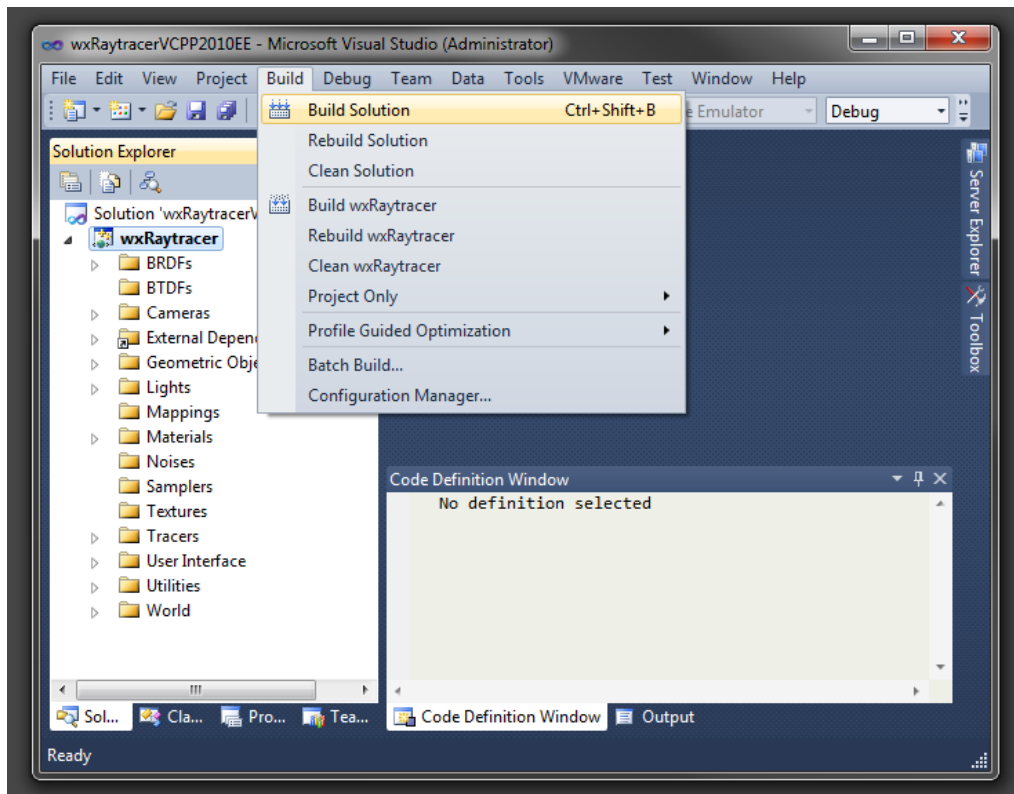 wxRaytracerVCPP2010EE - Microsoft Visual Studio (Administrator)
File Edit View Project Build Debug Team Data Tools VMware Test Window Help
Build Solution Ctrl+Shift+B
Emulator Debug
Rebuild Solution
Clean Solution
Build wxRaytracer
Rebuild wxRaytracer
Clean wxRaytracer
Project Only
Profile Guided Optimization
Batch Build...
Configuration Manager...
Solution Explorer
Solution 'wxRaytracerV
wxRaytracer
BRDFs
BTDFs
Cameras
External Depen
Geometric Obje
Lights
Mappings
Materials
Noises
Samplers
Textures
Tracers
User Interface
Utilities
World
Sol... Cla... Pro... Tea...
Code Definition Window
No definition selected
Code Definition Window Output
Server Explorer
Toolbox
Ready